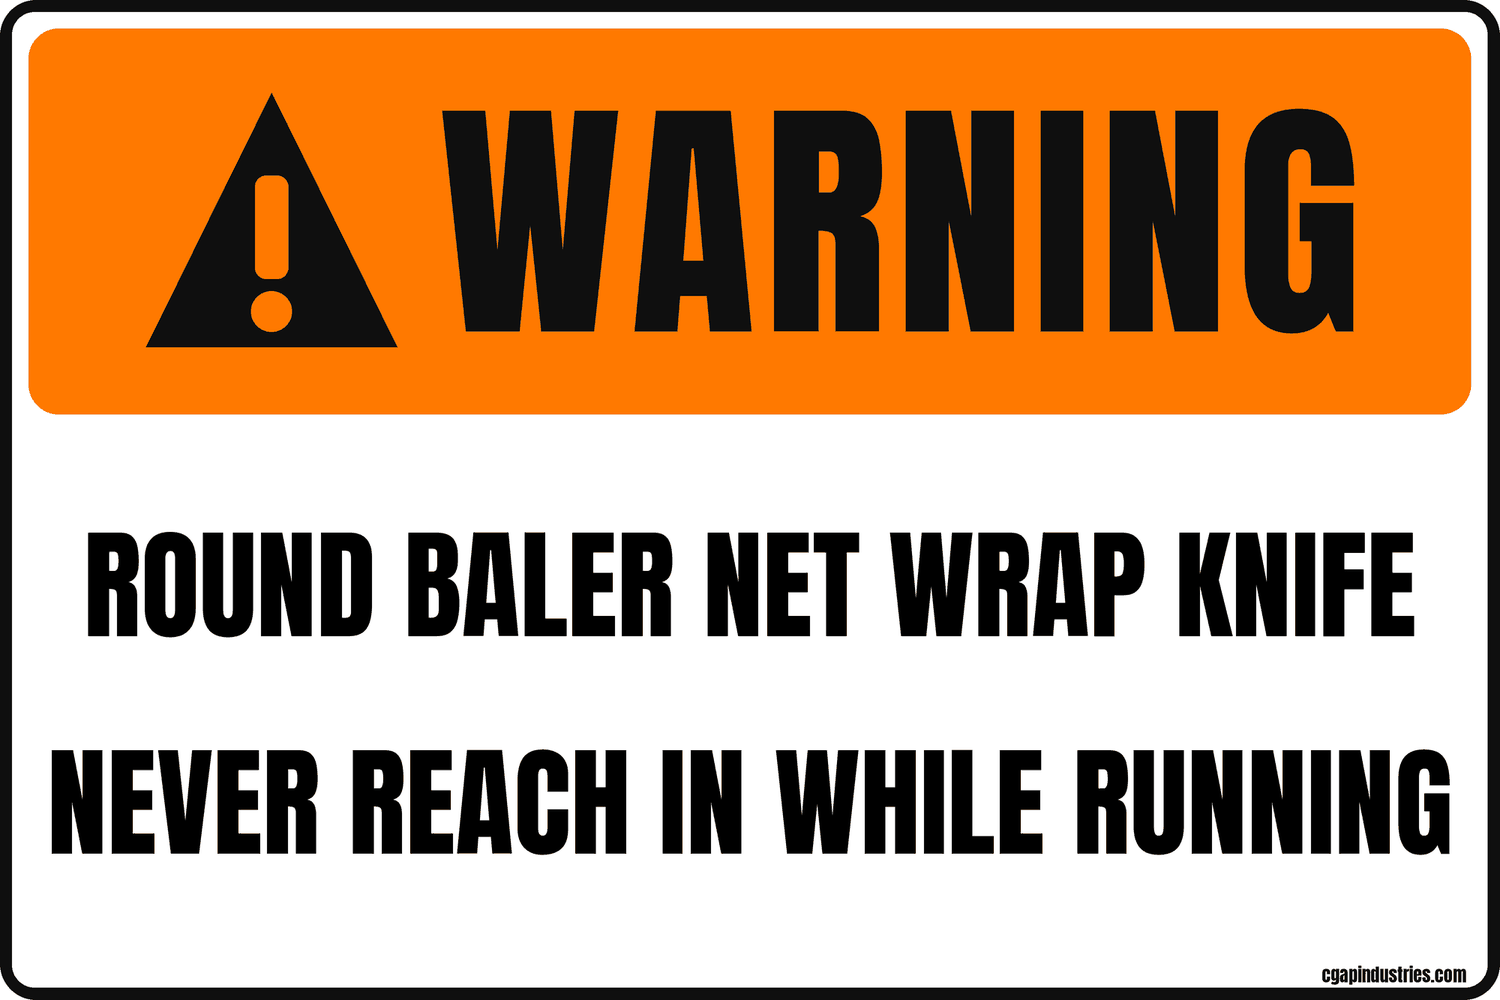 WARNING
ROUND BALER NET WRAP KNIFE
NEVER REACH IN WHILE RUNNING
cgapindustries.com